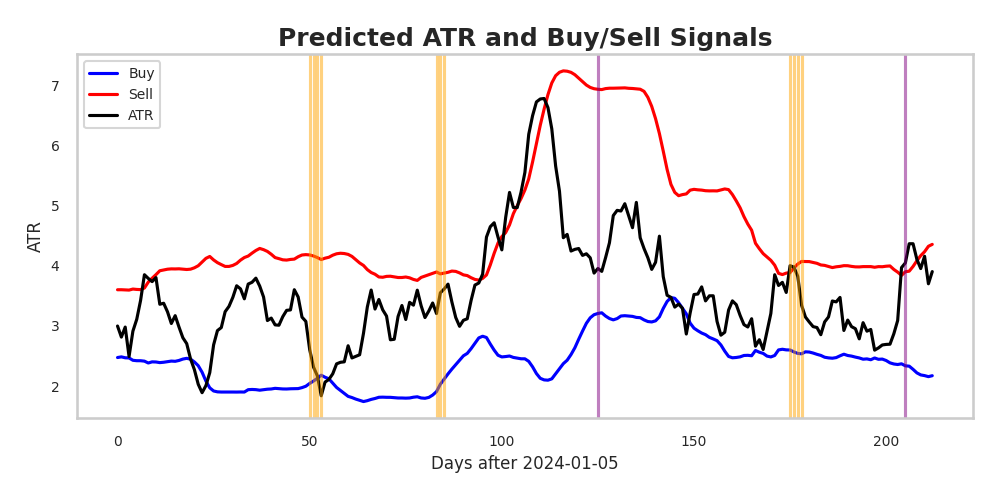 Predicted ATR and Buy/Sell Signals
Buy
Sell
ATR
7
6
5
4
3
2
ATR
0 50 100 150 200
Days after 2024-01-05